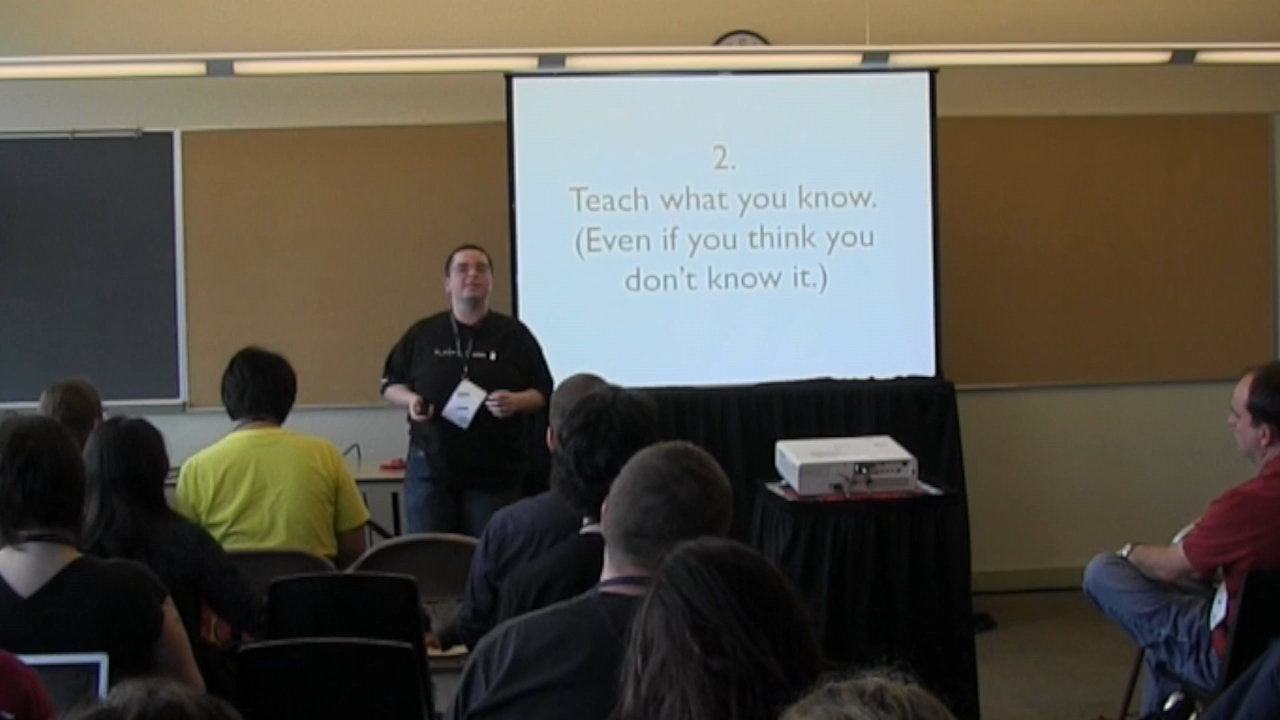 2.
Teach what you know.
(Even if you think you
don't know it.)